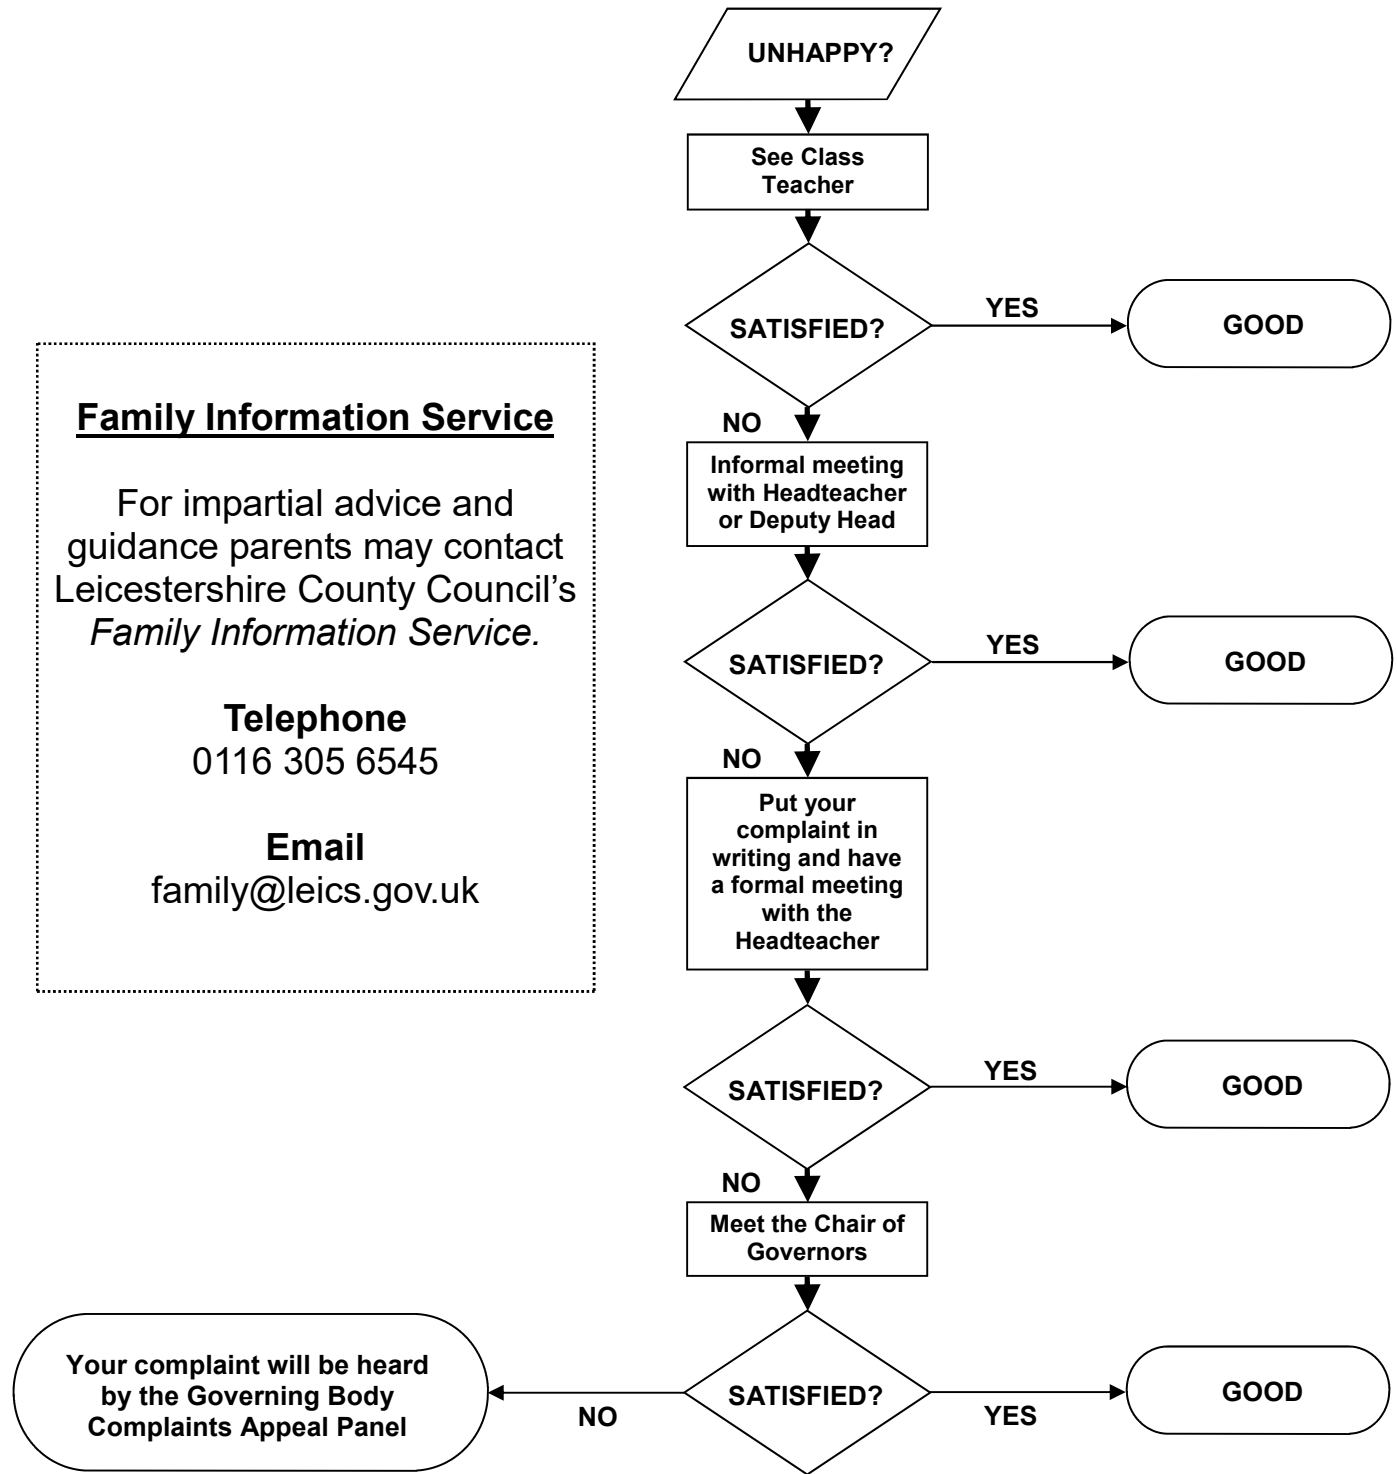 UNHAPPY?
See Class
Teacher
SATISFIED?
YES
GOOD
NO
Informal meeting
with Headteacher
or Deputy Head
SATISFIED?
YES
GOOD
NO
Put your
complaint in
writing and have
a formal meeting
with the
Headteacher
SATISFIED?
YES
GOOD
NO
Meet the Chair of
Governors
SATISFIED?
YES
GOOD
NO
Your complaint will be heard
by the Governing Body
Complaints Appeal Panel
Family Information Service
For impartial advice and
guidance parents may contact
Leicestershire County Council’s
Family Information Service.
Telephone
0116 305 6545
Email
family@leics.gov.uk